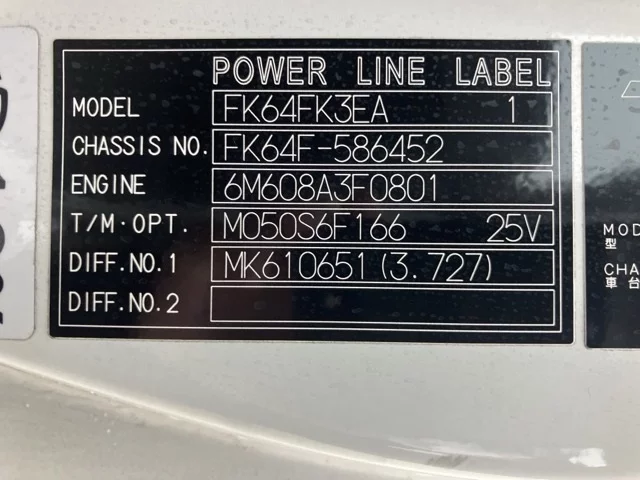 POWER LINE LABEL
MODEL FK64FK3EA 1
CHASSIS NO. FK64F-586452
ENGINE 6M608A3F0801
T/M·OPT. M050S6F166 25V
DIFF.NO.1 MK610651(3.727)
DIFF.NO.2
MOD
型
CHA
車台